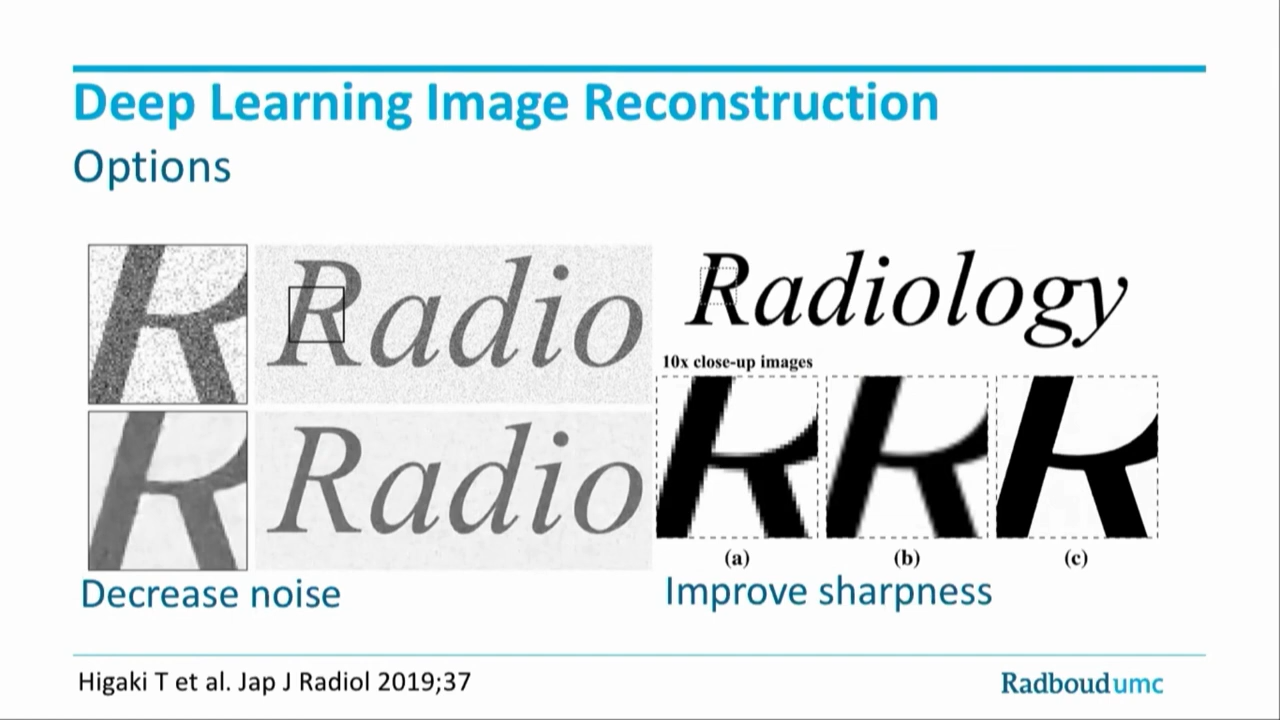 Deep Learning Image Reconstruction
Options
Radio
Radio
Decrease noise
Radiology
10x close-up images
(a) (b) (c)
Improve sharpness
Higaki T et al. Jap J Radiol 2019;37
Radboudumc